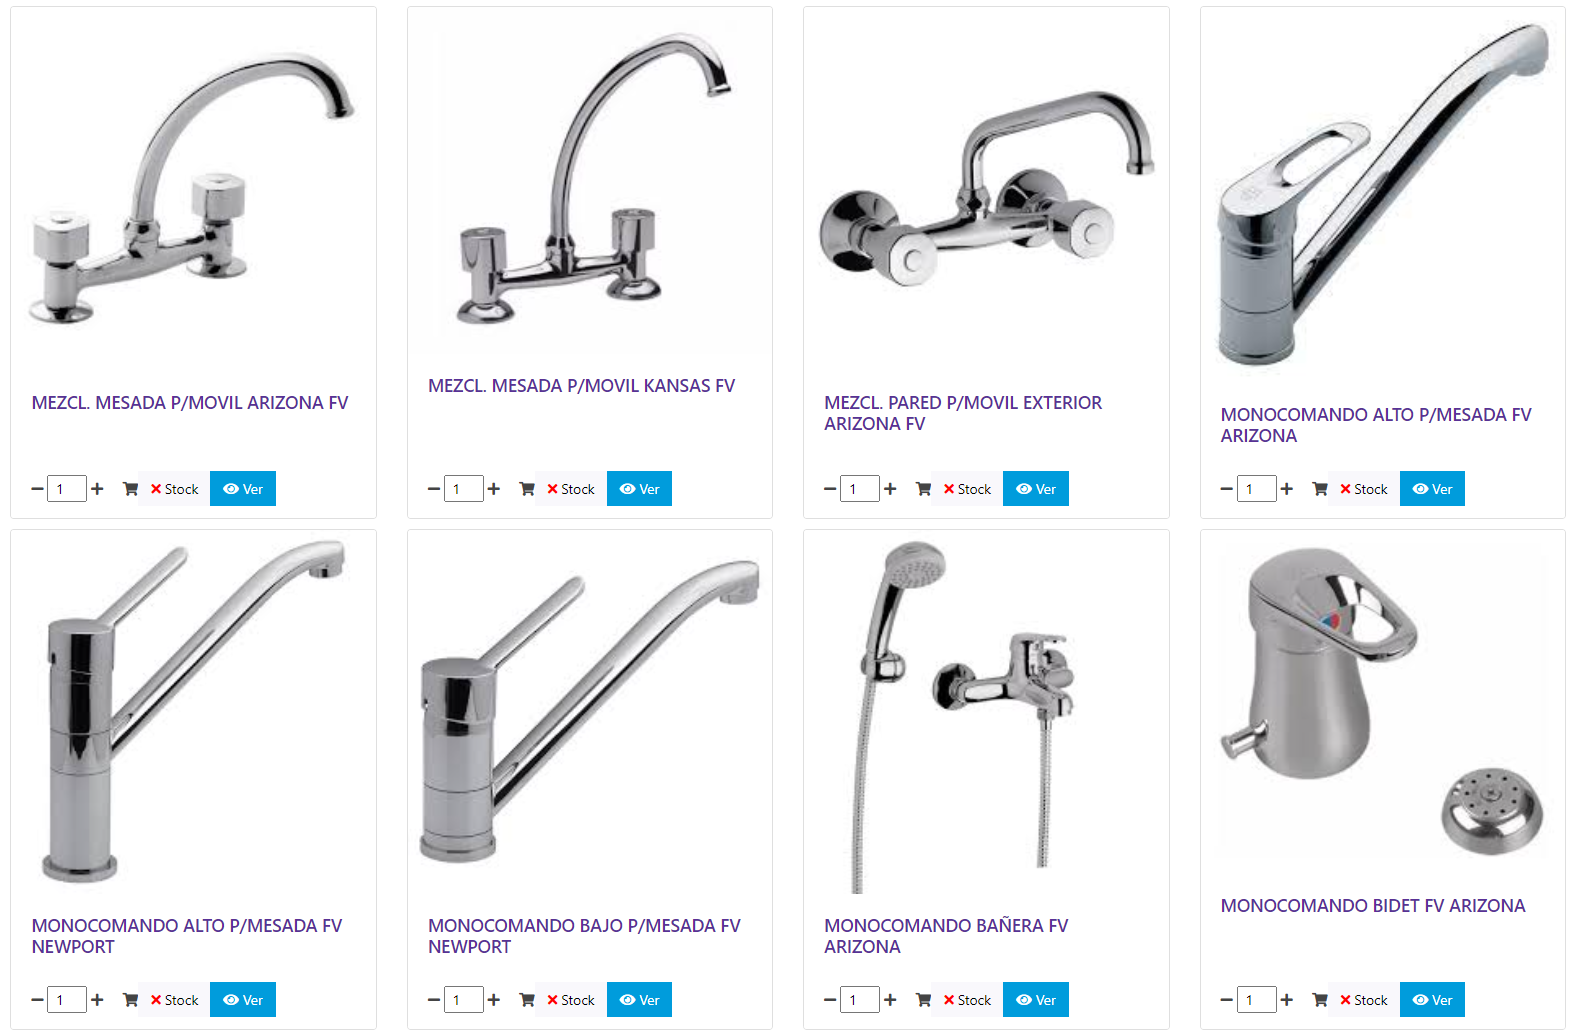 MEZCL. MESADA P/MOVIL ARIZONA FV
1 Stock Ver
MEZCL. MESADA P/MOVIL KANSAS FV
1 Stock Ver
MEZCL. PARED P/MOVIL EXTERIOR
ARIZONA FV
1 Stock Ver
MONOCOMANDO ALTO P/MESADA FV
ARIZONA
1 Stock Ver
MONOCOMANDO ALTO P/MESADA FV
NEWPORT
1 Stock Ver
MONOCOMANDO BAJO P/MESADA FV
NEWPORT
1 Stock Ver
MONOCOMANDO BAÑERA FV
ARIZONA
1 Stock Ver
MONOCOMANDO BIDET FV ARIZONA
1 Stock Ver